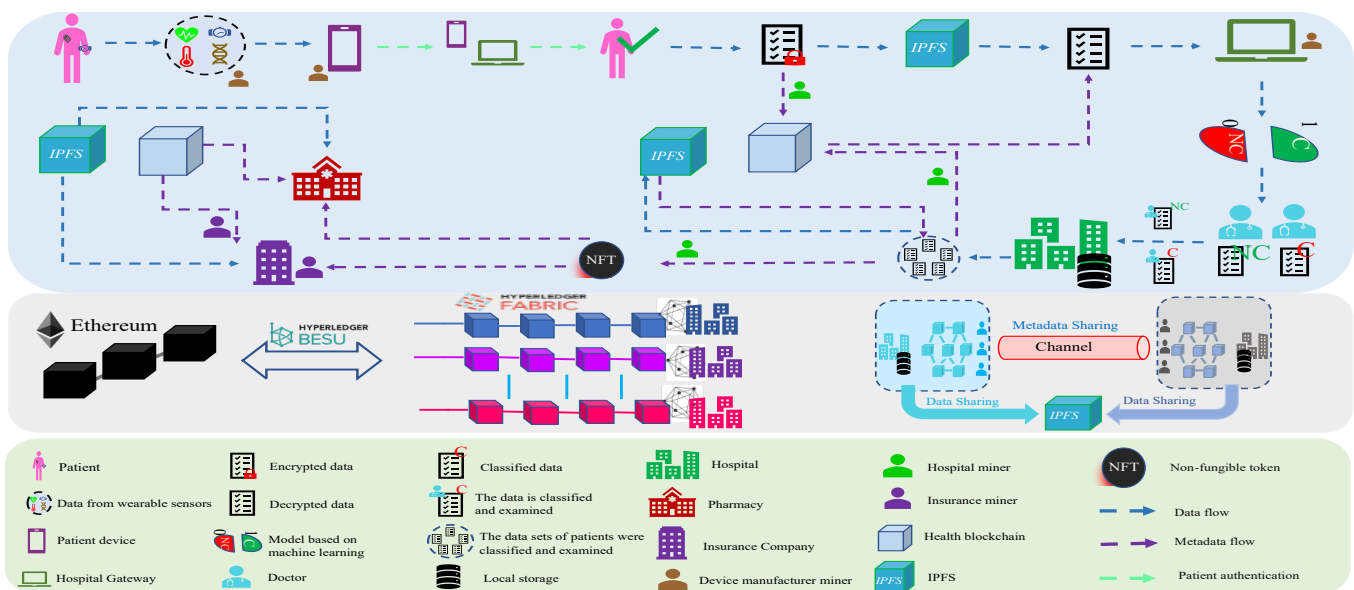 IPFS
0
NC
1
C
IPFS
IPFS
NC
C
NC
C
NFT
Ethereum
HYPERLEDGER
BESU
HYPERLEDGER
FABRIC
Metadata Sharing
Channel
Data Sharing
IPFS
Data Sharing
Patient
Encrypted data
C
Classified data
Hospital
Hospital miner
NFT
Non-fungible token
Data from wearable sensors
Decrypted data
C
The data is classified
and examined
Pharmacy
Insurance miner
Data flow
Patient device
0
NC
1
C
Model based on
machine learning
The data sets of patients were
classified and examined
Insurance Company
Health blockchain
Metadata flow
Hospital Gateway
Doctor
Local storage
Device manufacturer miner
IPFS
IPFS
Patient authentication